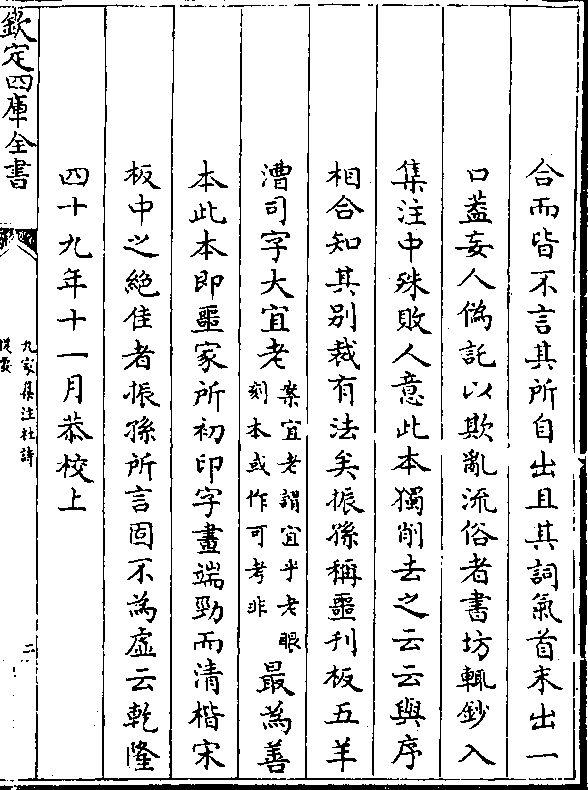 合而皆不言其所自出且其詞氣首末出一
口葢妄人偽託以欺亂流俗者書坊輒鈔入
集注中殊敗人意此本獨削去之云云與序
相合知其别裁有法矣振孫稱噩刊板五羊
漕司字大宜老案宜老謂宜乎老眼刻本或作可考非最為善
本此本即噩家所初印字畫端勁而清楷宋
板中之絶佳者振孫所言固不為虛云乾隆
四十九年十一月恭校上
欽定四庫全書
九家集注杜詩
提要
二